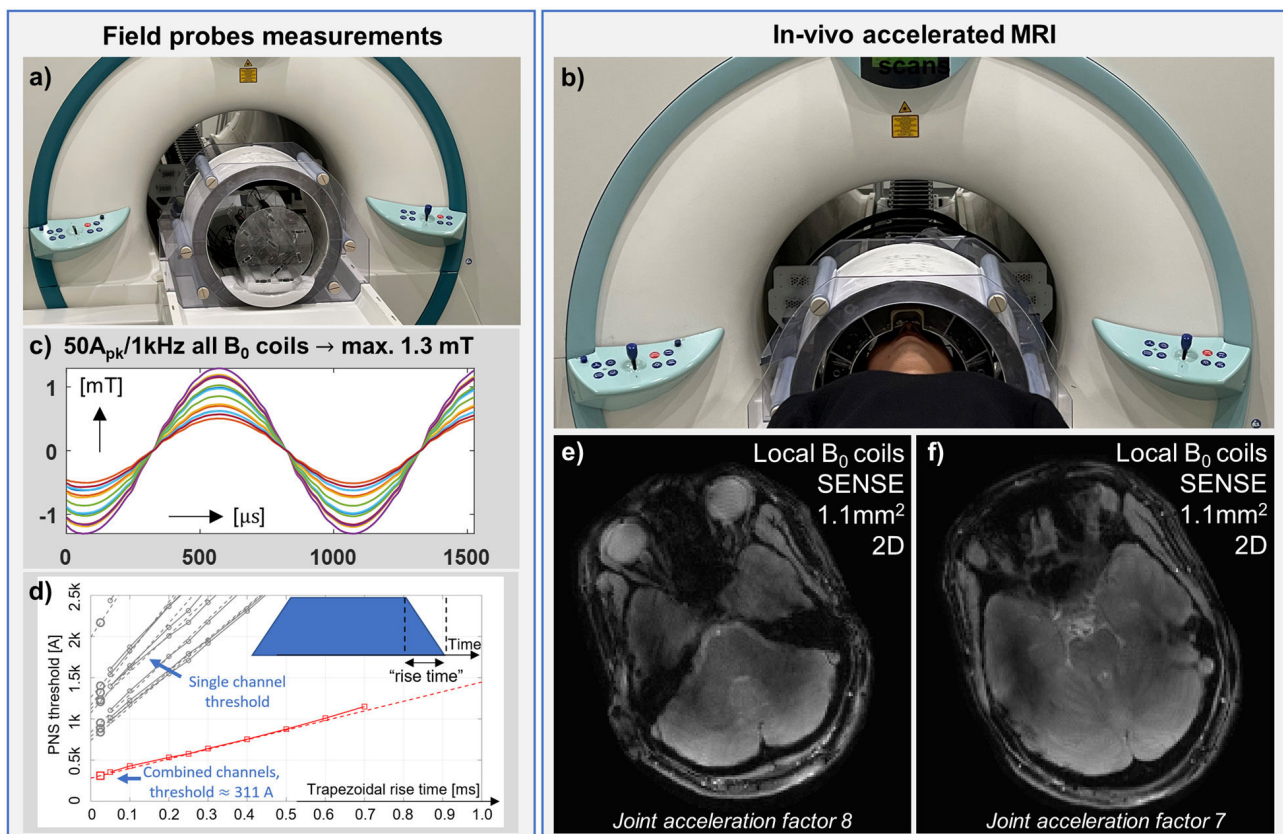 Field probes measurements
a)
c) 50A_pk/1kHz all B₀ coils → max. 1.3 mT
[mT]
1
0
-1
[μs]
0 500 1000 1500
d)
PNS threshold [A]
2.5k
2k
1.5k
1k
0.5k
0
Time
"rise time"
Single channel
threshold
Combined channels,
threshold ≈ 311 A
Trapezoidal rise time [ms]
0 0.1 0.2 0.3 0.4 0.5 0.6 0.7 0.8 0.9 1.0
In-vivo accelerated MRI
scans
b)
e)
Local B₀ coils
SENSE
1.1mm²
2D
Joint acceleration factor 8
f)
Local B₀ coils
SENSE
1.1mm²
2D
Joint acceleration factor 7